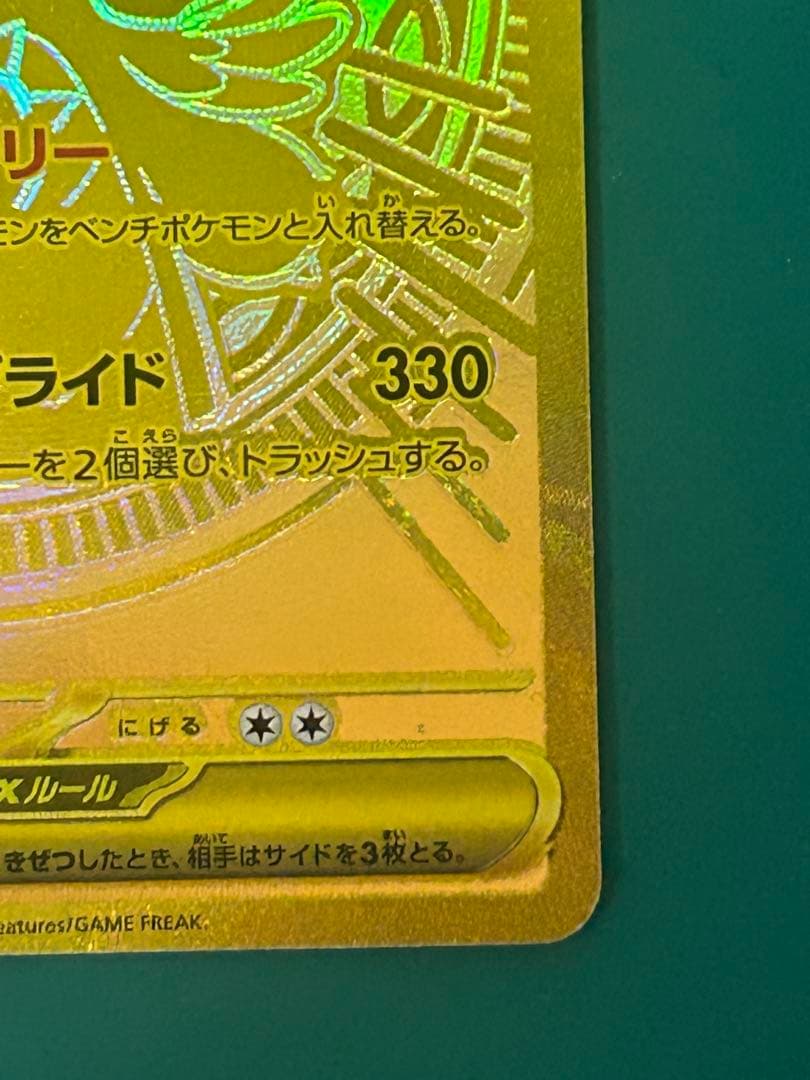 リー
モンをベンチポケモンと入れ替える。
ライド 330
ーを2個選び、トラッシュする。
にげる
Xルール
きぜつしたとき、相手はサイドを3枚とる。
eatures/GAME FREAK.